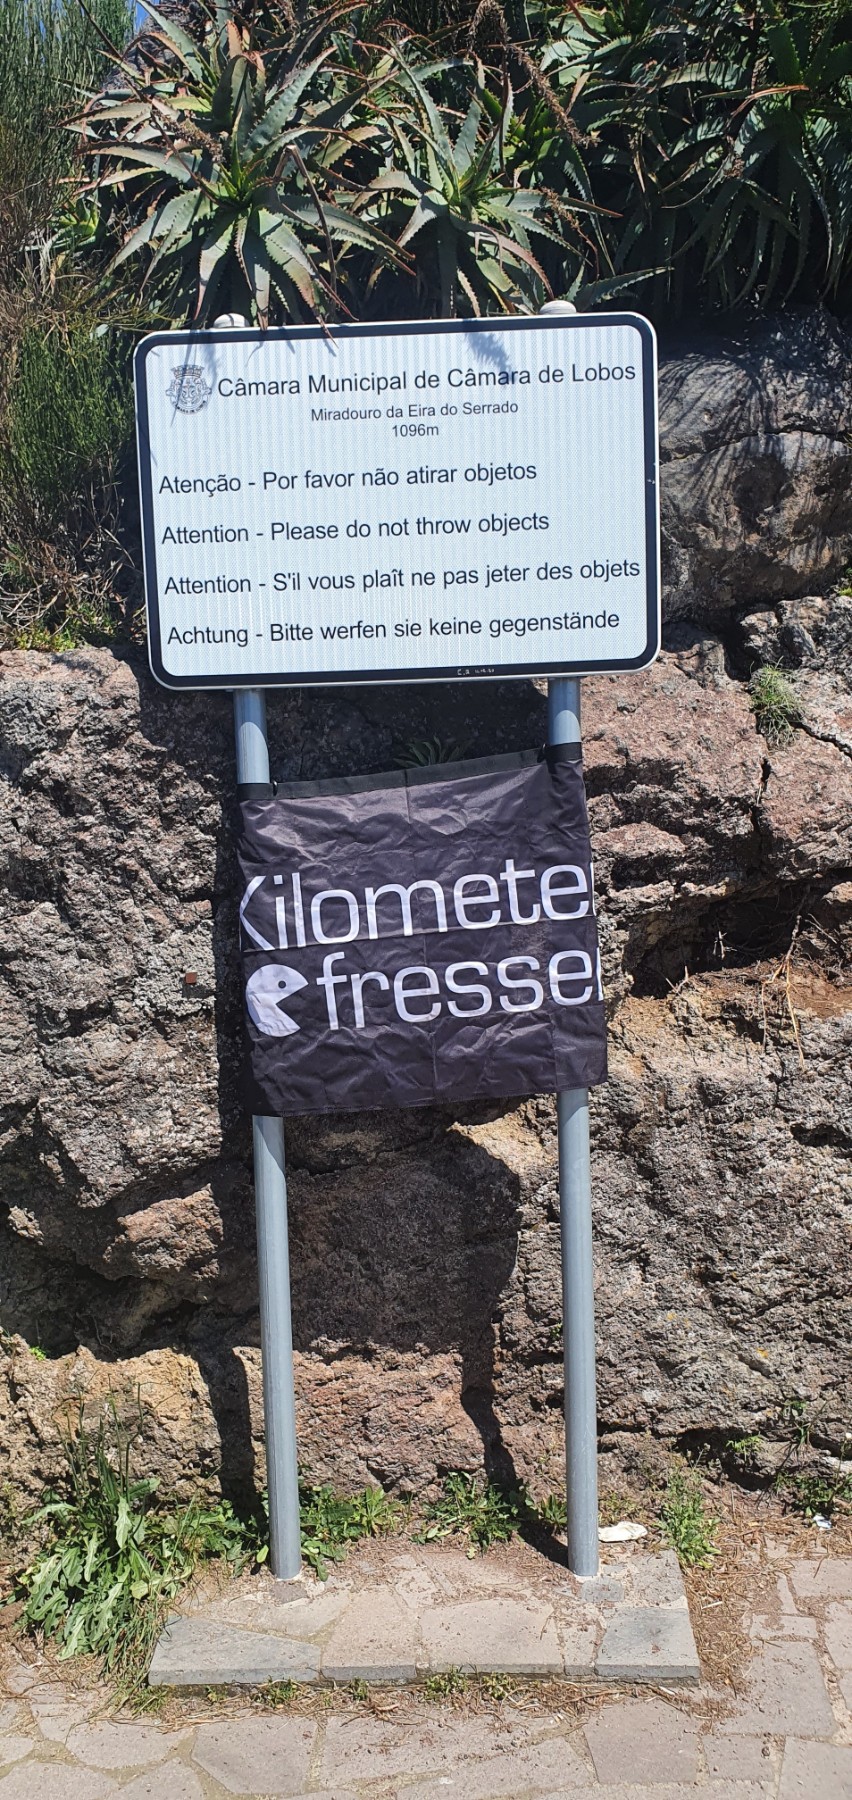 Câmara Municipal de Câmara de Lobos
Miradouro da Eira do Serrado
1096m
Atenção - Por favor não atirar objetos
Attention - Please do not throw objects
Attention - S'il vous plaît ne pas jeter des objets
Achtung - Bitte werfen sie keine gegenstände
Kilometer
fresser